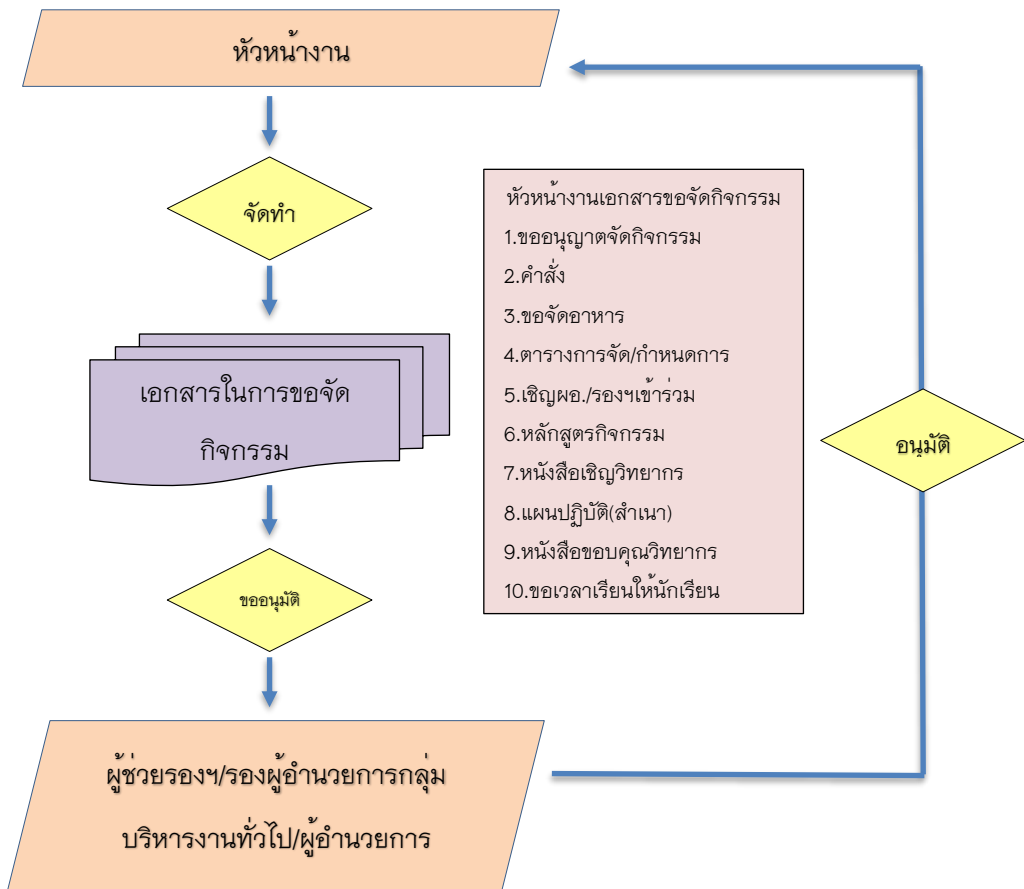 หัวหน้างาน
จัดทำ
เอกสารในการขอจัด
กิจกรรม
ขออนุมัติ
ผู้ช่วยรองฯ/รองผู้อำนวยการกลุ่ม
บริหารงานทั่วไป/ผู้อำนวยการ
หัวหน้างานเอกสารขอจัดกิจกรรม
1.ขออนุญาตจัดกิจกรรม
2.คำสั่ง
3.ขอจัดอาหาร
4.ตารางการจัด/กำหนดการ
5.เชิญผอ./รองฯเข้าร่วม
6.หลักสูตรกิจกรรม
7.หนังสือเชิญวิทยากร
8.แผนปฏิบัติ(สำเนา)
9.หนังสือขอบคุณวิทยากร
10.ขอเวลาเรียนให้นักเรียน
อนุมัติ